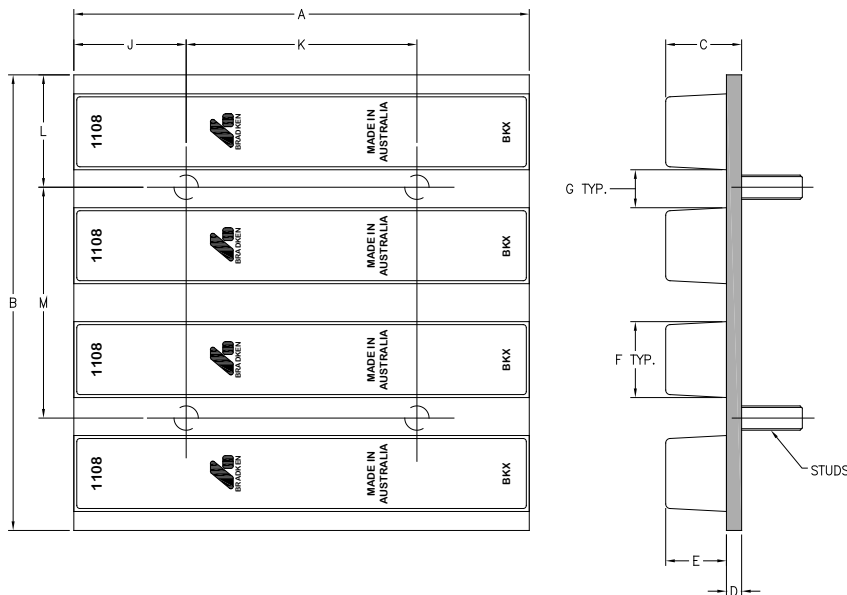 A
J
K
C
L
1108
BRADKEN
MADE IN
AUSTRALIA
BKX
G TYP.
1108
BRADKEN
MADE IN
AUSTRALIA
BKX
B
M
1108
BRADKEN
MADE IN
AUSTRALIA
BKX
F TYP.
1108
BRADKEN
MADE IN
AUSTRALIA
BKX
STUDS
E
D